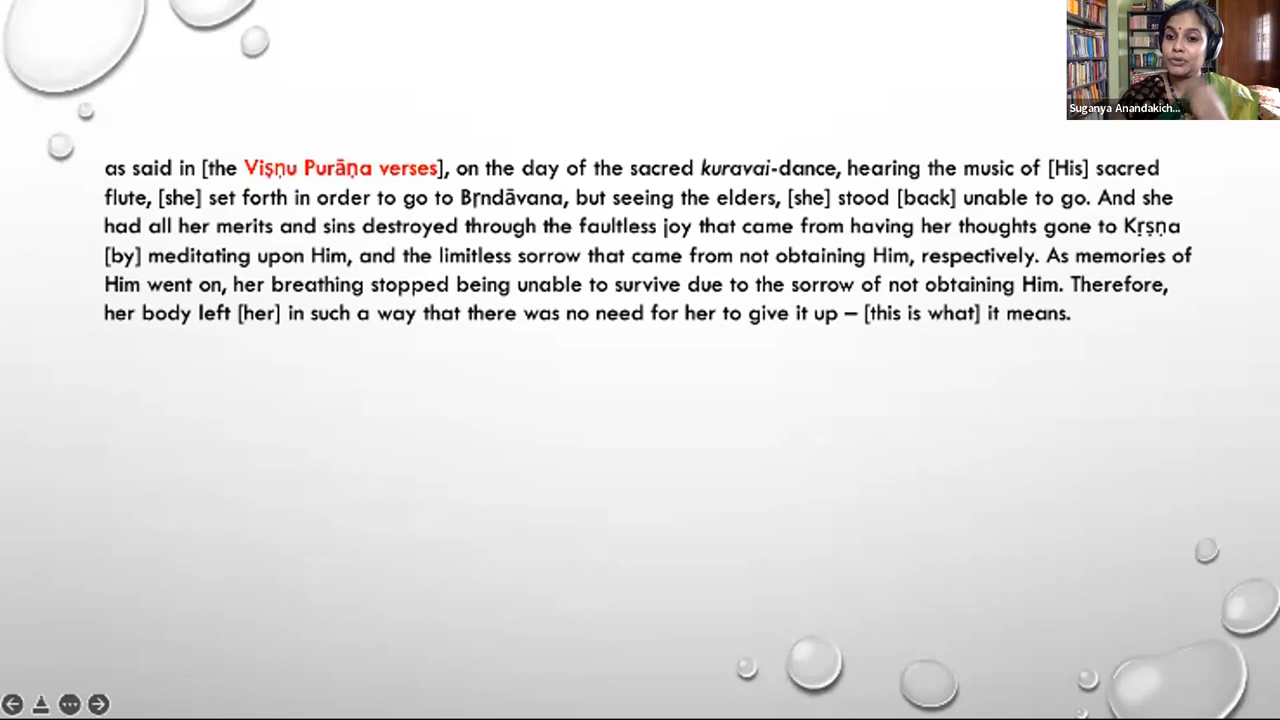 Suganya Anandakich...
as said in [the Viṣṇu Purāṇa verses], on the day of the sacred kuravai-dance, hearing the music of [His] sacred
flute, [she] set forth in order to go to Bṛndāvana, but seeing the elders, [she] stood [back] unable to go. And she
had all her merits and sins destroyed through the faultless joy that came from having her thoughts gone to Kṛṣṇa
[by] meditating upon Him, and the limitless sorrow that came from not obtaining Him, respectively. As memories of
Him went on, her breathing stopped being unable to survive due to the sorrow of not obtaining Him. Therefore,
her body left [her] in such a way that there was no need for her to give it up – [this is what] it means.